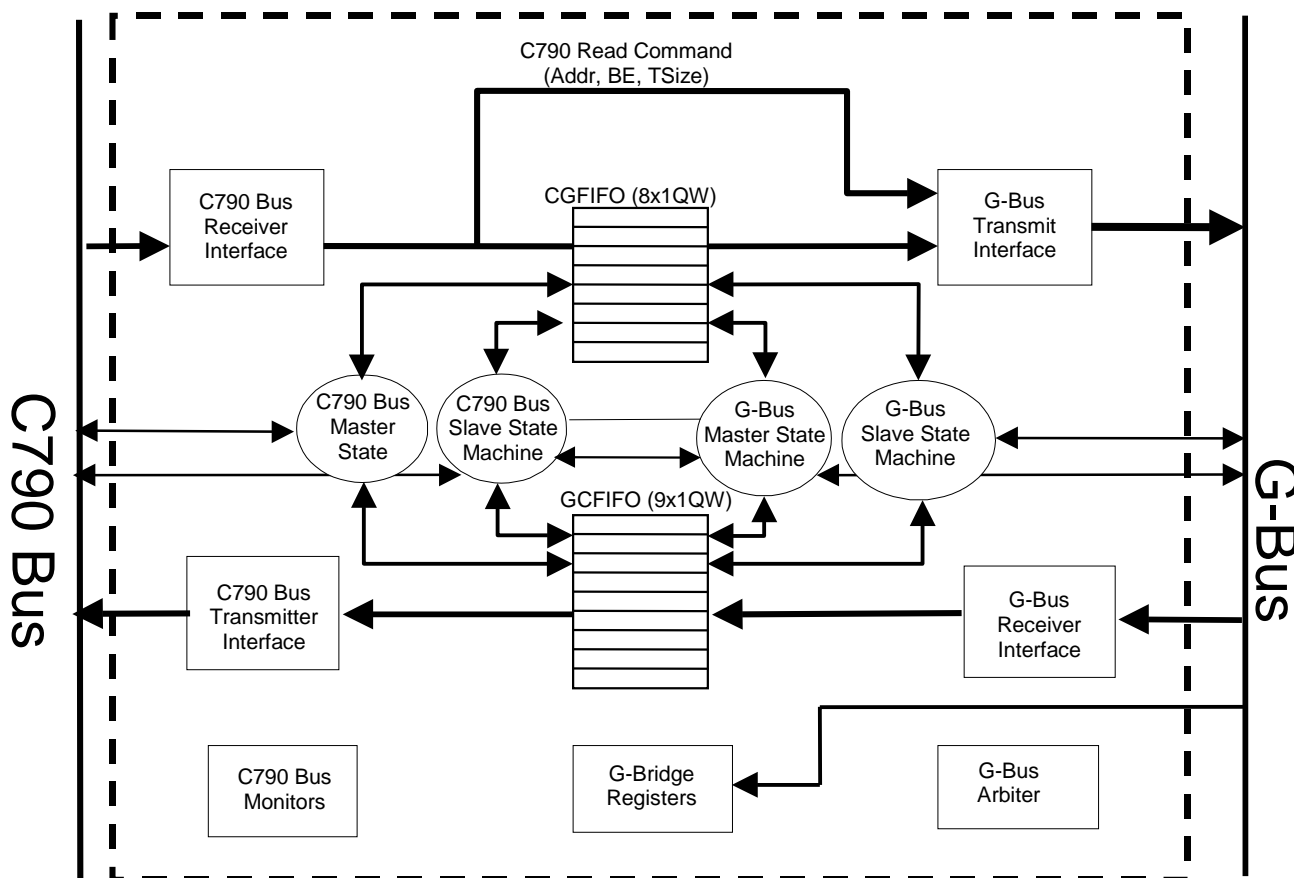 C790 Read Command
(Addr, BE, TSize)
C790 Bus
Receiver
Interface
CGFIFO (8x1QW)
G-Bus
Transmit
Interface
C790 Bus
Master
State
C790 Bus
Slave State
Machine
G-Bus
Master State
Machine
G-Bus
Slave State
Machine
C790 Bus
G-Bus
GCFIFO (9x1QW)
C790 Bus
Transmitter
Interface
G-Bus
Receiver
Interface
C790 Bus
Monitors
G-Bridge
Registers
G-Bus
Arbiter